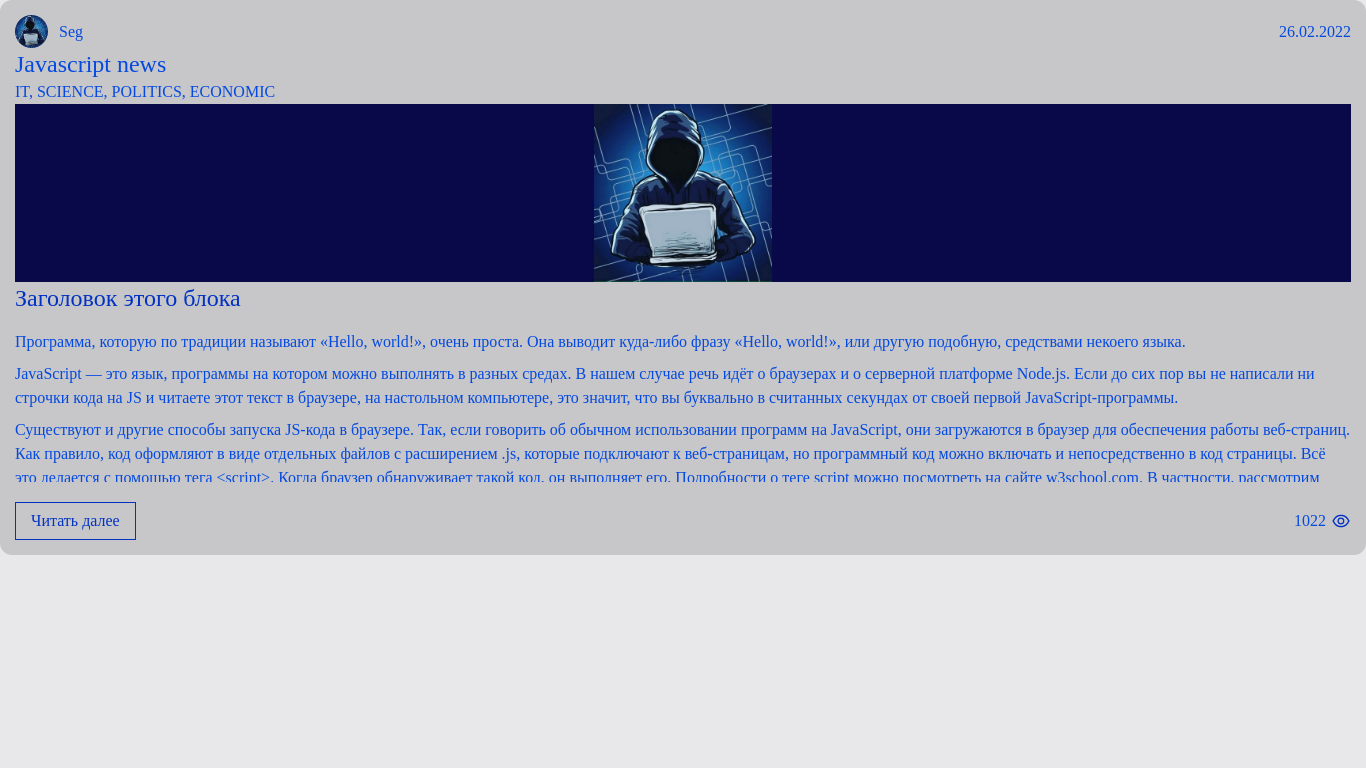 Seg
26.02.2022
Javascript news
IT, SCIENCE, POLITICS, ECONOMIC
Заголовок этого блока
Программа, которую по традиции называют «Hello, world!», очень проста. Она выводит куда-либо фразу «Hello, world!», или другую подобную, средствами некоего языка.
JavaScript — это язык, программы на котором можно выполнять в разных средах. В нашем случае речь идёт о браузерах и о серверной платформе Node.js. Если до сих пор вы не написали ни
строчки кода на JS и читаете этот текст в браузере, на настольном компьютере, это значит, что вы буквально в считанных секундах от своей первой JavaScript-программы.
Существуют и другие способы запуска JS-кода в браузере. Так, если говорить об обычном использовании программ на JavaScript, они загружаются в браузер для обеспечения работы веб-страниц.
Как правило, код оформляют в виде отдельных файлов с расширением .js, которые подключают к веб-страницам, но программный код можно включать и непосредственно в код страницы. Всё
это делается с помощью тега <script>. Когда браузер обнаруживает такой код, он выполняет его. Подробности о теге script можно посмотреть на сайте w3school.com. В частности, рассмотрим
Читать далее
1022